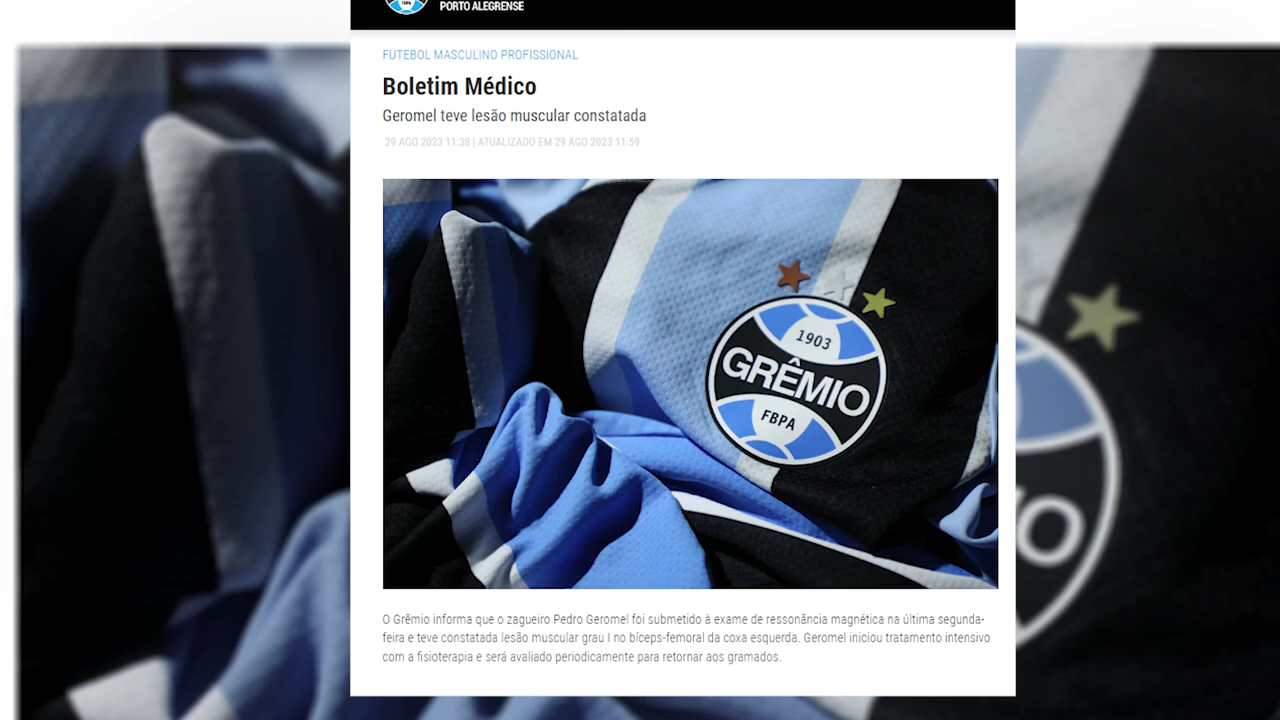 PORTO ALEGRENSE
FUTEBOL MASCULINO PROFISSIONAL
Boletim Médico
Geromel teve lesão muscular constatada
29 AGO 2023 11:38 | ATUALIZADO EM 29 AGO 2023 11:59
1903
GRÊMIO
FBPA
O Grêmio informa que o zagueiro Pedro Geromel foi submetido à exame de ressonância magnética na última segunda-
feira e teve constatada lesão muscular grau I no bíceps-femoral da coxa esquerda. Geromel iniciou tratamento intensivo
com a fisioterapia e será avaliado periodicamente para retornar aos gramados.